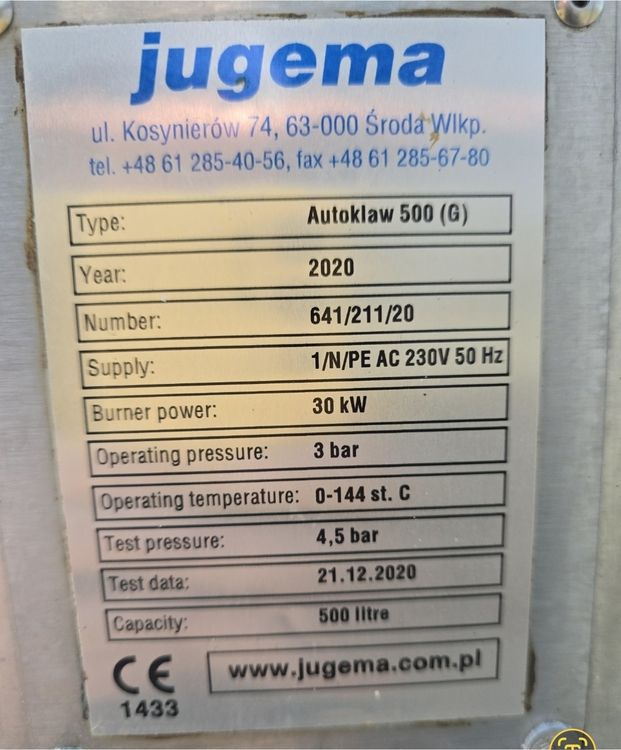 jugema
ul. Kosynierów 74, 63-000 Środa Wlkp.
tel. +48 61 285-40-56, fax +48 61 285-67-80
Type: Autoklaw 500 (G)
Year: 2020
Number: 641/211/20
Supply: 1/N/PE AC 230V 50 Hz
Burner power: 30 kW
Operating pressure: 3 bar
Operating temperature: 0-144 st. C
Test pressure: 4,5 bar
Test data: 21.12.2020
Capacity: 500 litre
CE www.jugema.com.pl
1433